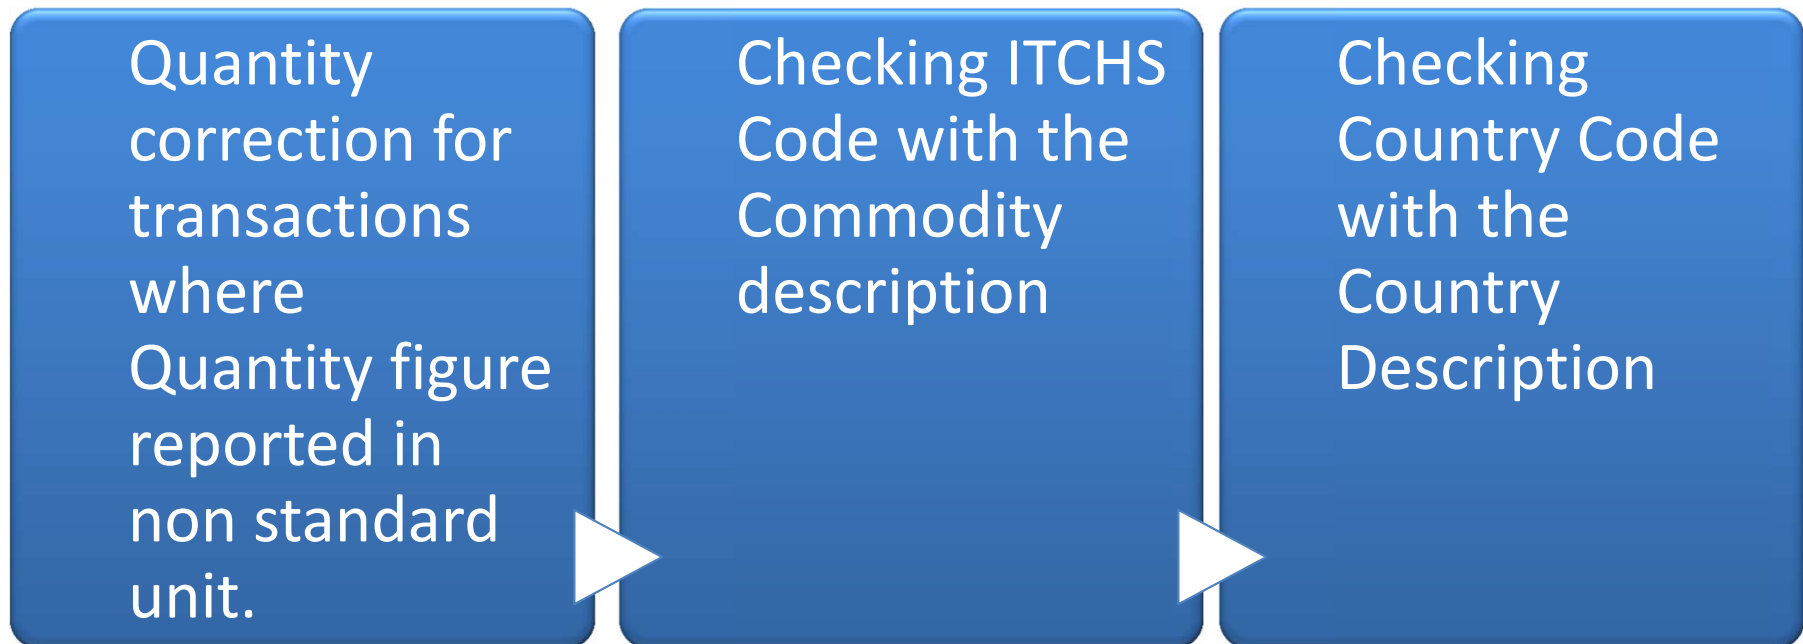 Quantity
correction for
transactions
where
Quantity figure
reported in
non standard
unit.
Checking ITCHS
Code with the
Commodity
description
Checking
Country Code
with the
Country
Description